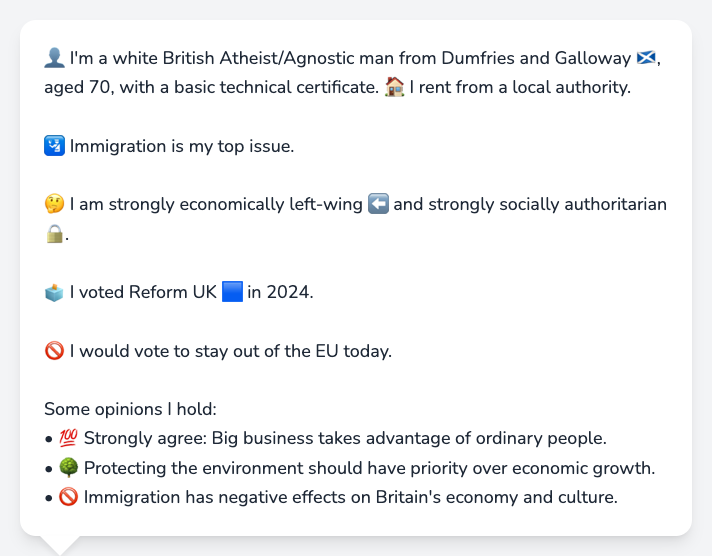 👤 I'm a white British Atheist/Agnostic man from Dumfries and Galloway 🏴󠁧󠁢󠁳󠁣󠁴󠁿,
aged 70, with a basic technical certificate. 🏠 I rent from a local authority.
🛂 Immigration is my top issue.
🤔 I am strongly economically left-wing ⬅️ and strongly socially authoritarian
🔒.
🗳️ I voted Reform UK 🟦 in 2024.
🚫 I would vote to stay out of the EU today.
Some opinions I hold:
• 💯 Strongly agree: Big business takes advantage of ordinary people.
• 🌳 Protecting the environment should have priority over economic growth.
• 🚫 Immigration has negative effects on Britain's economy and culture.